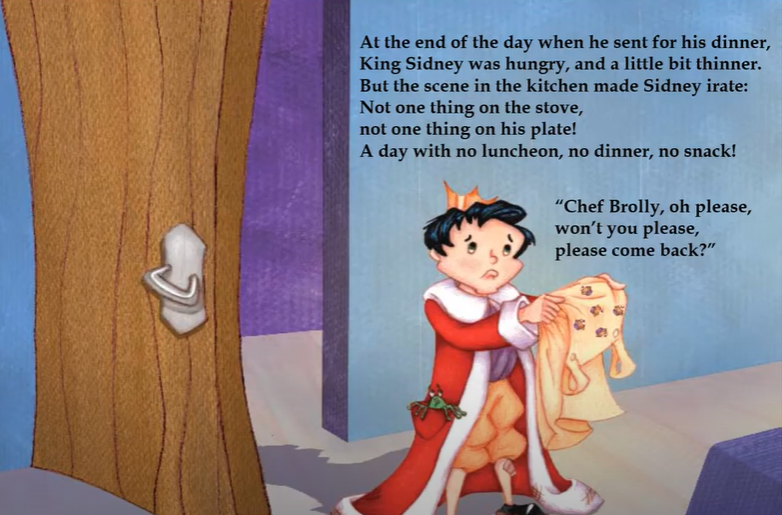 At the end of the day when he sent for his dinner,
King Sidney was hungry, and a little bit thinner.
But the scene in the kitchen made Sidney irate:
Not one thing on the stove,
not one thing on his plate!
A day with no luncheon, no dinner, no snack!
“Chef Brolly, oh please,
won’t you please,
please come back?”